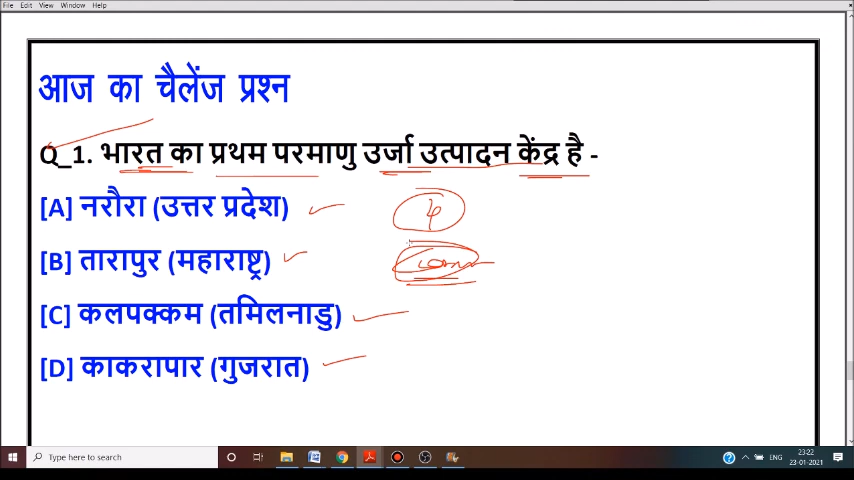 File Edit View Window Help
आज का चैलेंज प्रश्न
Q_1. भारत का प्रथम परमाणु उर्जा उत्पादन केंद्र है -
[A] नरौरा (उत्तर प्रदेश)
[B] तारापुर (महाराष्ट्र)
[C] कलपक्कम (तमिलनाडु)
[D] काकरापार (गुजरात)
Type here to search
ENG
23:22
23-01-2021